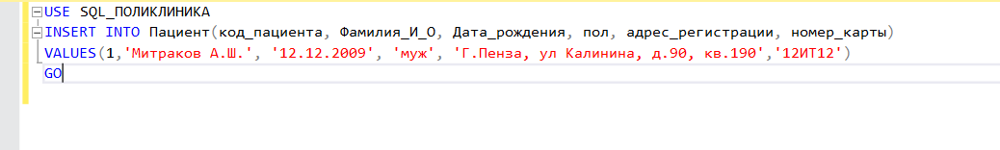 USE SQL_ПОЛИКЛИНИКА
INSERT INTO Пациент(код_пациента, Фамилия_И_О, Дата_рождения, пол, адрес_регистрации, номер_карты)
VALUES(1,'Митраков А.Ш.', '12.12.2009', 'муж', 'Г.Пенза, ул Калинина, д.90, кв.190','12ИТ12')
GO